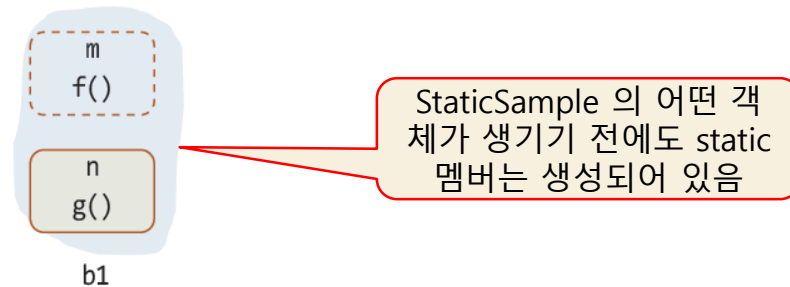 m
f()
n
g()
b1
StaticSample 의 어떤 객
체가 생기기 전에도 static
멤버는 생성되어 있음